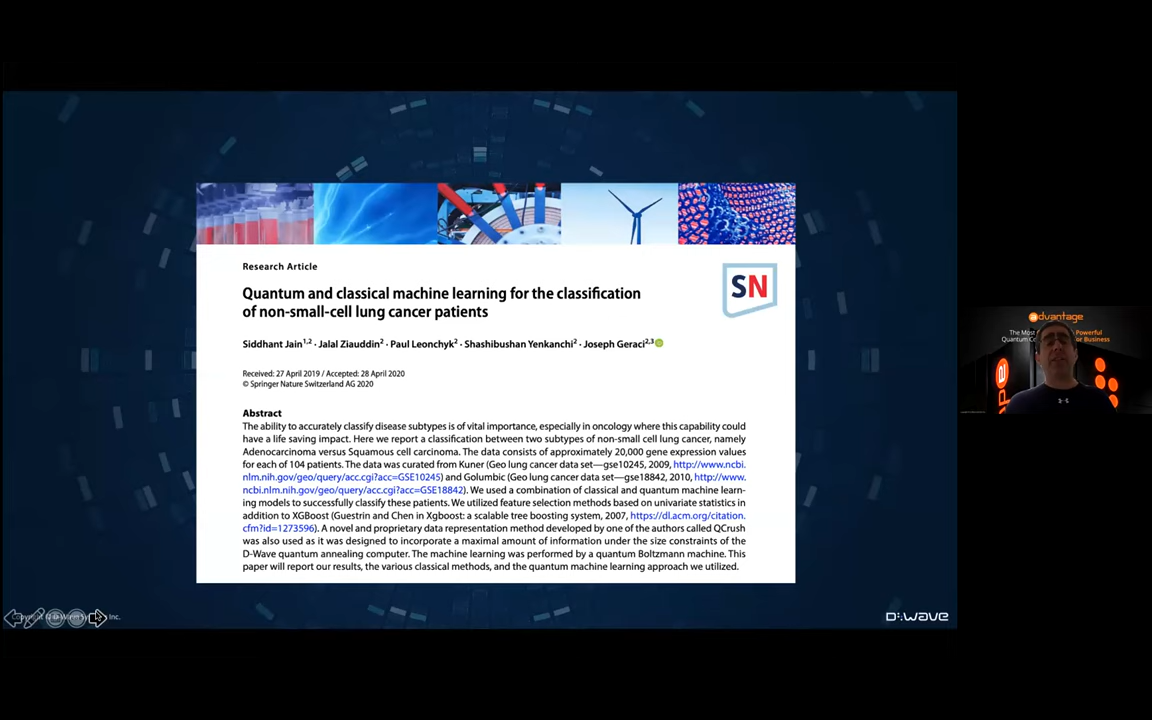 Research Article
SN
Quantum and classical machine learning for the classification
of non-small-cell lung cancer patients
Siddhant Jain1,2 · Jalal Ziauddin2 · Paul Leonchyk2 · Shashibushan Yenkanchi2 · Joseph Geraci2,3
Received: 27 April 2019 / Accepted: 28 April 2020
© Springer Nature Switzerland AG 2020
Abstract
The ability to accurately classify disease subtypes is of vital importance, especially in oncology where this capability could
have a life saving impact. Here we report a classification between two subtypes of non-small cell lung cancer, namely
Adenocarcinoma versus Squamous cell carcinoma. The data consists of approximately 20,000 gene expression values
for each of 104 patients. The data was curated from Kuner (Geo lung cancer data set—gse10245, 2009, http://www.ncbi.
nlm.nih.gov/geo/query/acc.cgi?acc=GSE10245) and Golumbic (Geo lung cancer data set—gse18842, 2010, http://www.
ncbi.nlm.nih.gov/geo/query/acc.cgi?acc=GSE18842). We used a combination of classical and quantum machine learn-
ing models to successfully classify these patients. We utilized feature selection methods based on univariate statistics in
addition to XGBoost (Guestrin and Chen in Xgboost: a scalable tree boosting system, 2007, https://dl.acm.org/citation.
cfm?id=1273596). A novel and proprietary data representation method developed by one of the authors called QCrush
was also used as it was designed to incorporate a maximal amount of information under the size constraints of the
D-Wave quantum annealing computer. The machine learning was performed by a quantum Boltzmann machine. This
paper will report our results, the various classical methods, and the quantum machine learning approach we utilized.
Inc.
D:wave
advantage
The Most Powerful
Quantum for Business